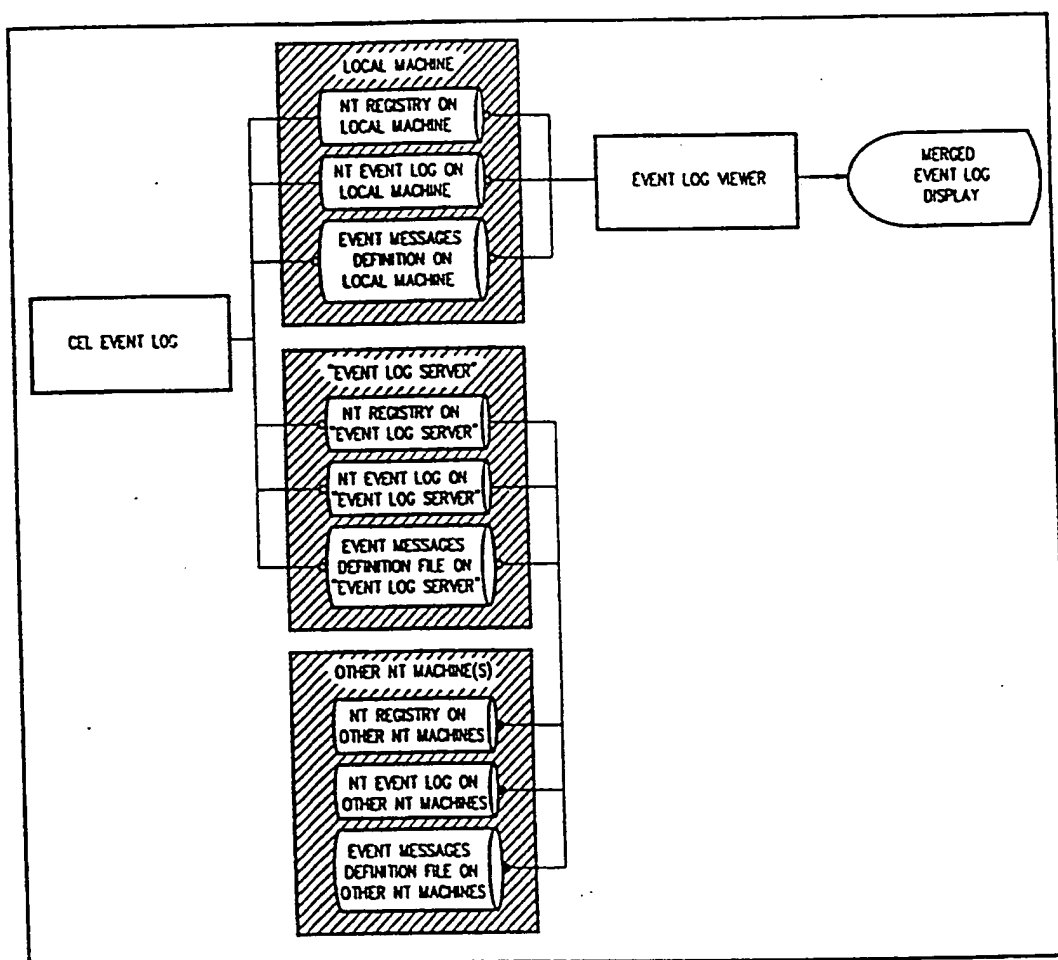 LOCAL MACHINE
NT REGISTRY ON
LOCAL MACHINE
NT EVENT LOG ON
LOCAL MACHINE
EVENT MESSAGES
DEFINITION ON
LOCAL MACHINE
CEL EVENT LOG
EVENT LOG VIEWER
MERGED
EVENT LOG
DISPLAY
"EVENT LOG SERVER"
NT REGISTRY ON
"EVENT LOG SERVER"
NT EVENT LOG ON
"EVENT LOG SERVER"
EVENT MESSAGES
DEFINITION FILE ON
"EVENT LOG SERVER"
OTHER NT MACHINE(S)
NT REGISTRY ON
OTHER NT MACHINES
NT EVENT LOG ON
OTHER NT MACHINES
EVENT MESSAGES
DEFINITION FILE ON
OTHER NT MACHINES